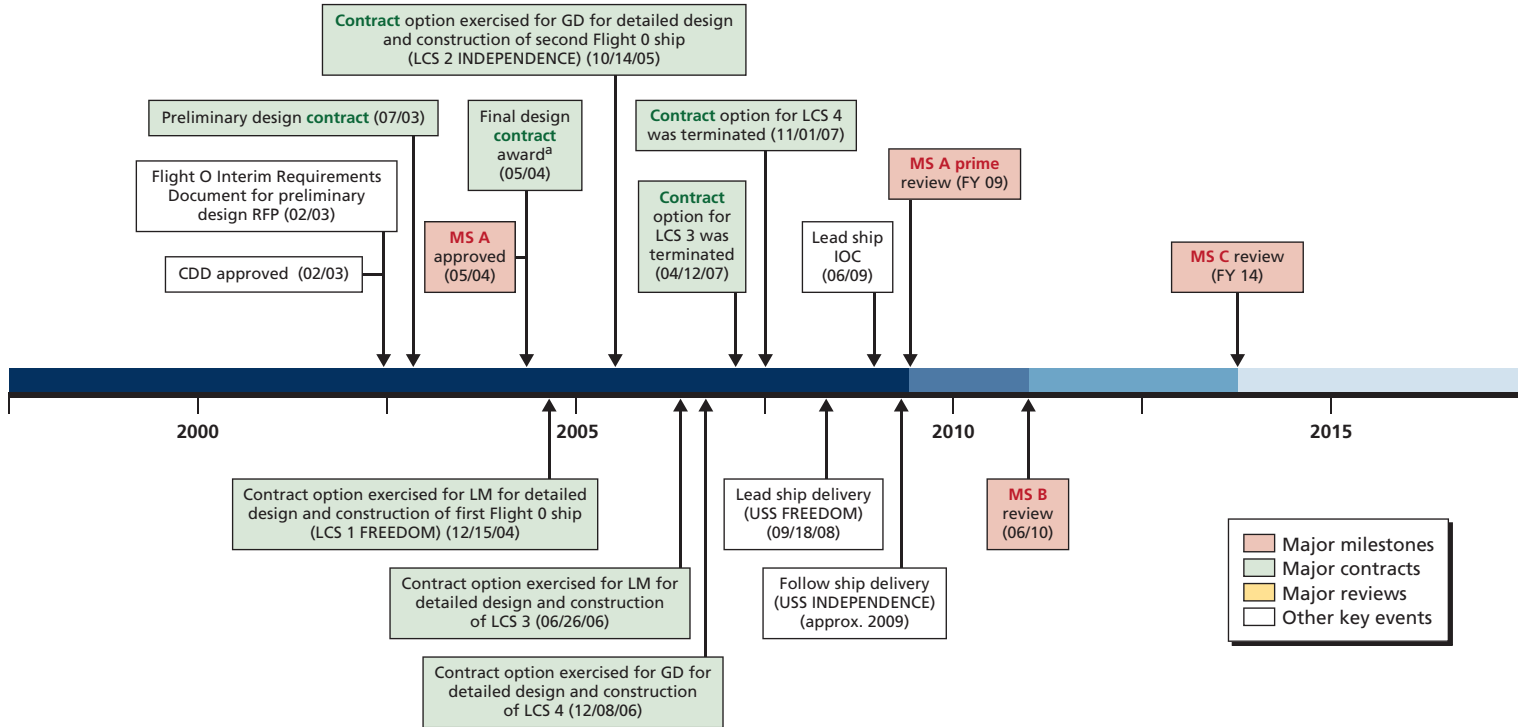 Contract option exercised for GD for detailed design
and construction of second Flight 0 ship
(LCS 2 INDEPENDENCE) (10/14/05)
Preliminary design contract (07/03)
Final design
contract
awardª
(05/04)
Contract option for LCS 4
was terminated (11/01/07)
MS A prime
review (FY 09)
Flight O Interim Requirements
Document for preliminary
design RFP (02/03)
Contract
option for
LCS 3 was
terminated
(04/12/07)
MS A
approved
(05/04)
Lead ship
IOC
(06/09)
MS C review
(FY 14)
CDD approved (02/03)
2000
2005
2010
2015
Contract option exercised for LM for detailed
design and construction of first Flight 0 ship
(LCS 1 FREEDOM) (12/15/04)
Lead ship delivery
(USS FREEDOM)
(09/18/08)
MS B
review
(06/10)
Contract option exercised for LM for
detailed design and construction
of LCS 3 (06/26/06)
Follow ship delivery
(USS INDEPENDENCE)
(approx. 2009)
Contract option exercised for GD for
detailed design and construction
of LCS 4 (12/08/06)
Major milestones
Major contracts
Major reviews
Other key events